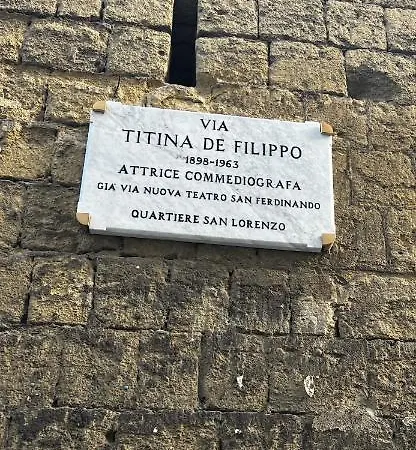 VIA
TITINA DE FILIPPO
1898-1963
ATTRICE COMMEDIOGRAFA
GIÀ VIA NUOVA TEATRO SAN FERDINANDO
QUARTIERE SAN LORENZO